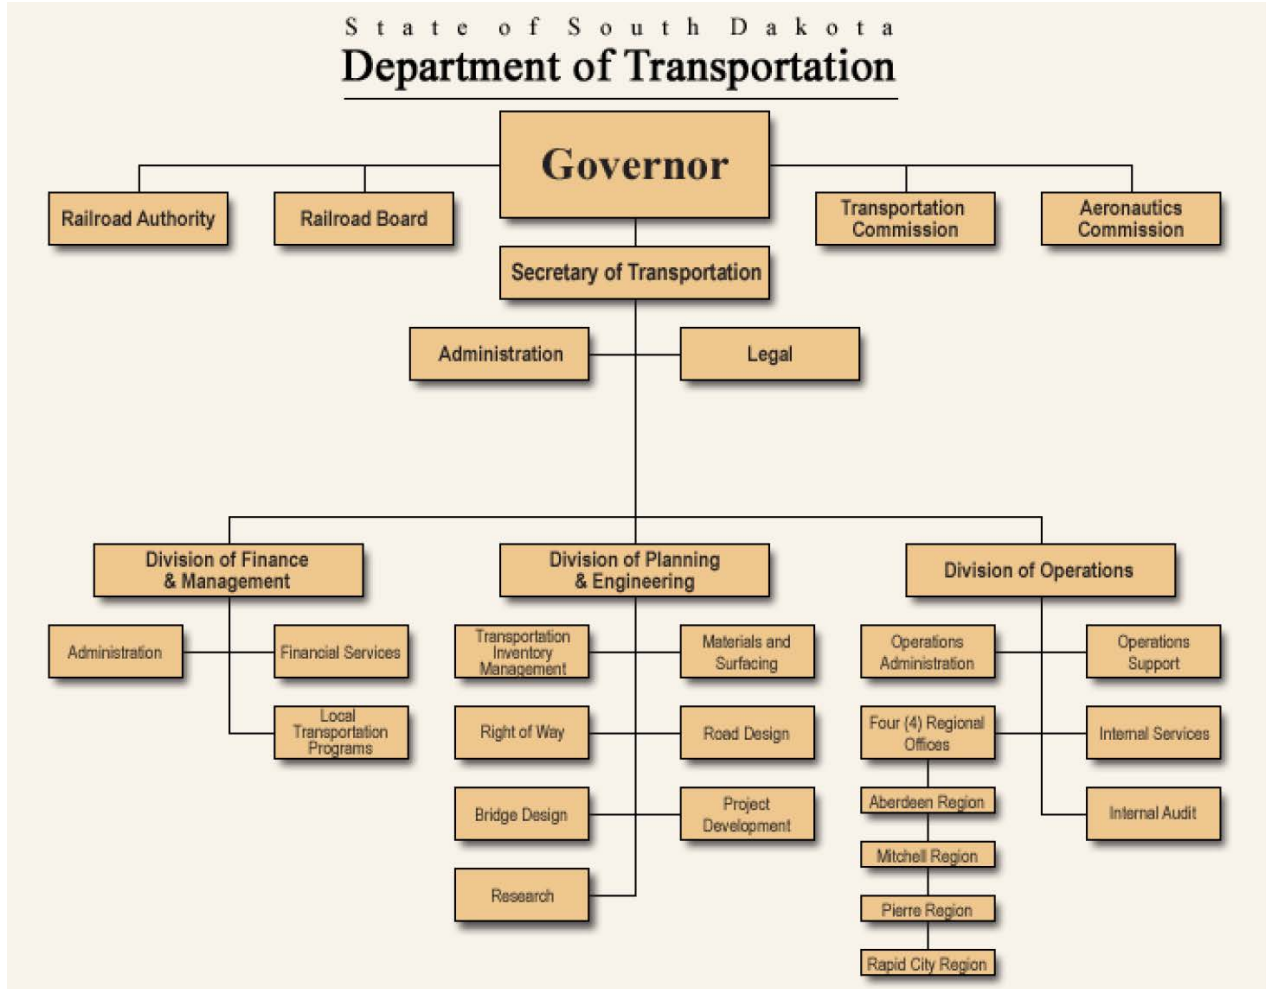 State of South Dakota
Department of Transportation
Governor
Railroad Authority
Railroad Board
Transportation
Commission
Aeronautics
Commission
Secretary of Transportation
Administration
Legal
Division of Finance
& Management
Division of Planning
& Engineering
Division of Operations
Administration
Financial Services
Local
Transportation
Programs
Transportation
Inventory
Management
Materials and
Surfacing
Right of Way
Road Design
Bridge Design
Project
Development
Research
Operations
Administration
Operations
Support
Four (4) Regional
Offices
Internal Services
Aberdeen Region
Internal Audit
Mitchell Region
Pierre Region
Rapid City Region